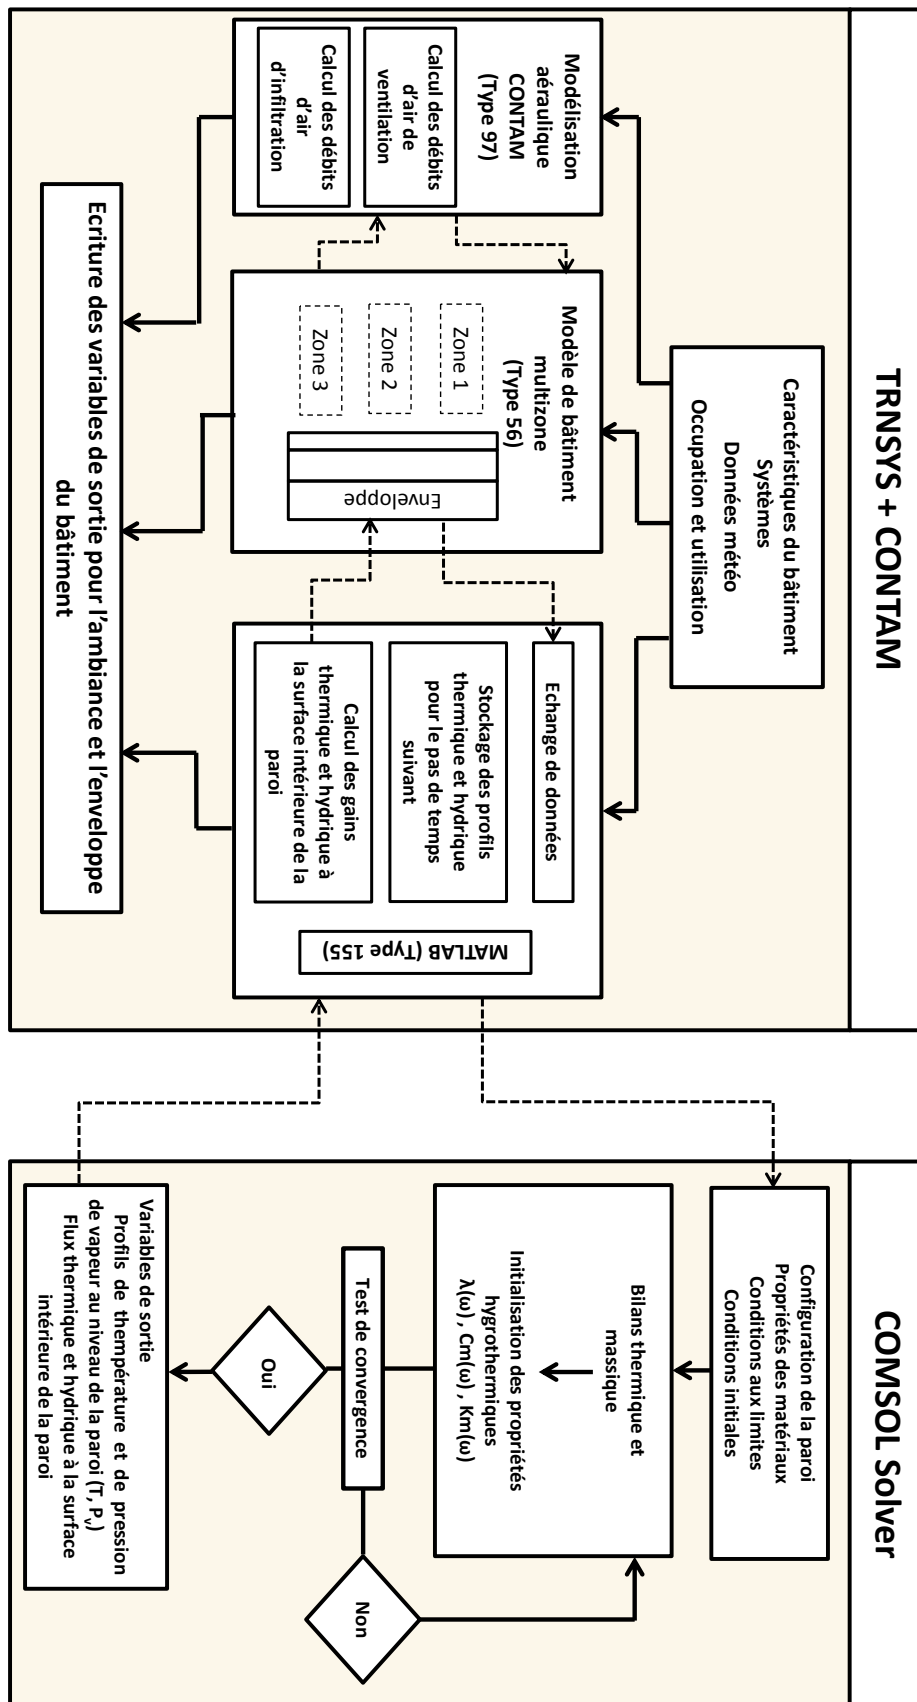 TRNSYS + CONTAM
Caractéristiques du bâtiment
Systèmes
Données météo
Occupation et utilisation
Modélisation
aéraulique
CONTAM
(Type 97)
Calcul des débits
d'air de
ventilation
Calcul des débits
d'air
d'infiltration
Modèle de bâtiment
multizone
(Type 56)
Zone 1
Zone 2
Zone 3
Enveloppe
Echange de données
Stockage des profils
thermique et hydrique
pour le pas de temps
suivant
Calcul des gains
thermique et hydrique à
la surface intérieure de la
paroi
MATLAB (Type 155)
Ecriture des variables de sortie pour l'ambiance et l'enveloppe
du bâtiment
COMSOL Solver
Configuration de la paroi
Propriétés des matériaux
Conditions aux limites
Conditions initiales
Bilans thermique et
massique
Initialisation des propriétés
hygrothermiques
λ(ω) , Cm(ω) , Km(ω)
Test de convergence
Oui
Non
Variables de sortie
Profils de thempérature et de pression
de vapeur au niveau de la paroi (T, Pv)
Flux thermique et hydrique à la surface
intérieure de la paroi